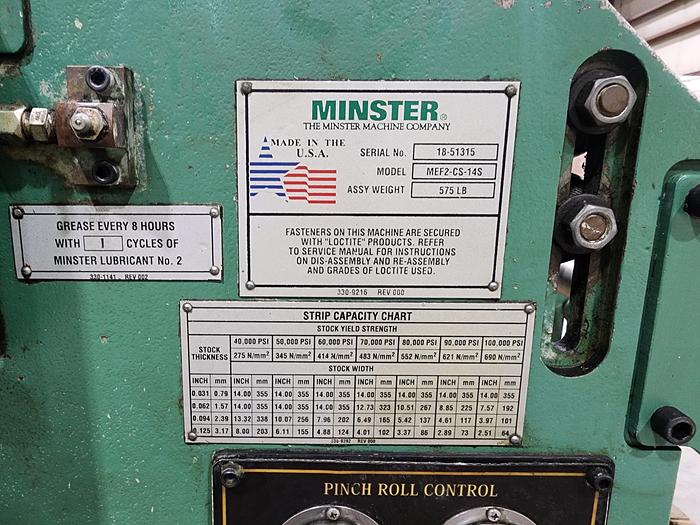 MINSTER®
THE MINSTER MACHINE COMPANY
MADE IN THE
U.S.A.
SERIAL No. 18-51315
MODEL MEF2-CS-14S
ASSY WEIGHT 575 LB
FASTENERS ON THIS MACHINE ARE SECURED
WITH "LOCTITE" PRODUCTS. REFER
TO SERVICE MANUAL FOR INSTRUCTIONS
ON DIS-ASSEMBLY AND RE-ASSEMBLY
AND GRADES OF LOCTITE USED.
330-9216 REV 000
GREASE EVERY 8 HOURS
WITH 1 CYCLES OF
MINSTER LUBRICANT No. 2
330-1141 REV 002
STRIP CAPACITY CHART
STOCK YIELD STRENGTH
STOCK THICKNESS
40,000 PSI 50,000 PSI 60,000 PSI 70,000 PSI 80,000 PSI 90,000 PSI 100,000 PSI
275 N/mm² 345 N/mm² 414 N/mm² 483 N/mm² 552 N/mm² 621 N/mm² 690 N/mm²
STOCK WIDTH
INCH mm INCH mm INCH mm INCH mm INCH mm INCH mm INCH mm INCH mm
0.031 0.79 14.00 355 14.00 355 14.00 355 14.00 355 14.00 355 14.00 355 14.00 355
0.062 1.57 14.00 355 14.00 355 14.00 355 12.73 323 10.51 267 8.85 225 7.57 192
0.094 2.39 13.32 338 10.07 256 7.96 202 6.49 165 5.42 137 4.61 117 3.97 101
.125 3.17 8.00 203 6.11 155 4.88 124 4.01 102 3.37 86 2.89 73 2.51 64
330-9292 REV 000
PINCH ROLL CONTROL